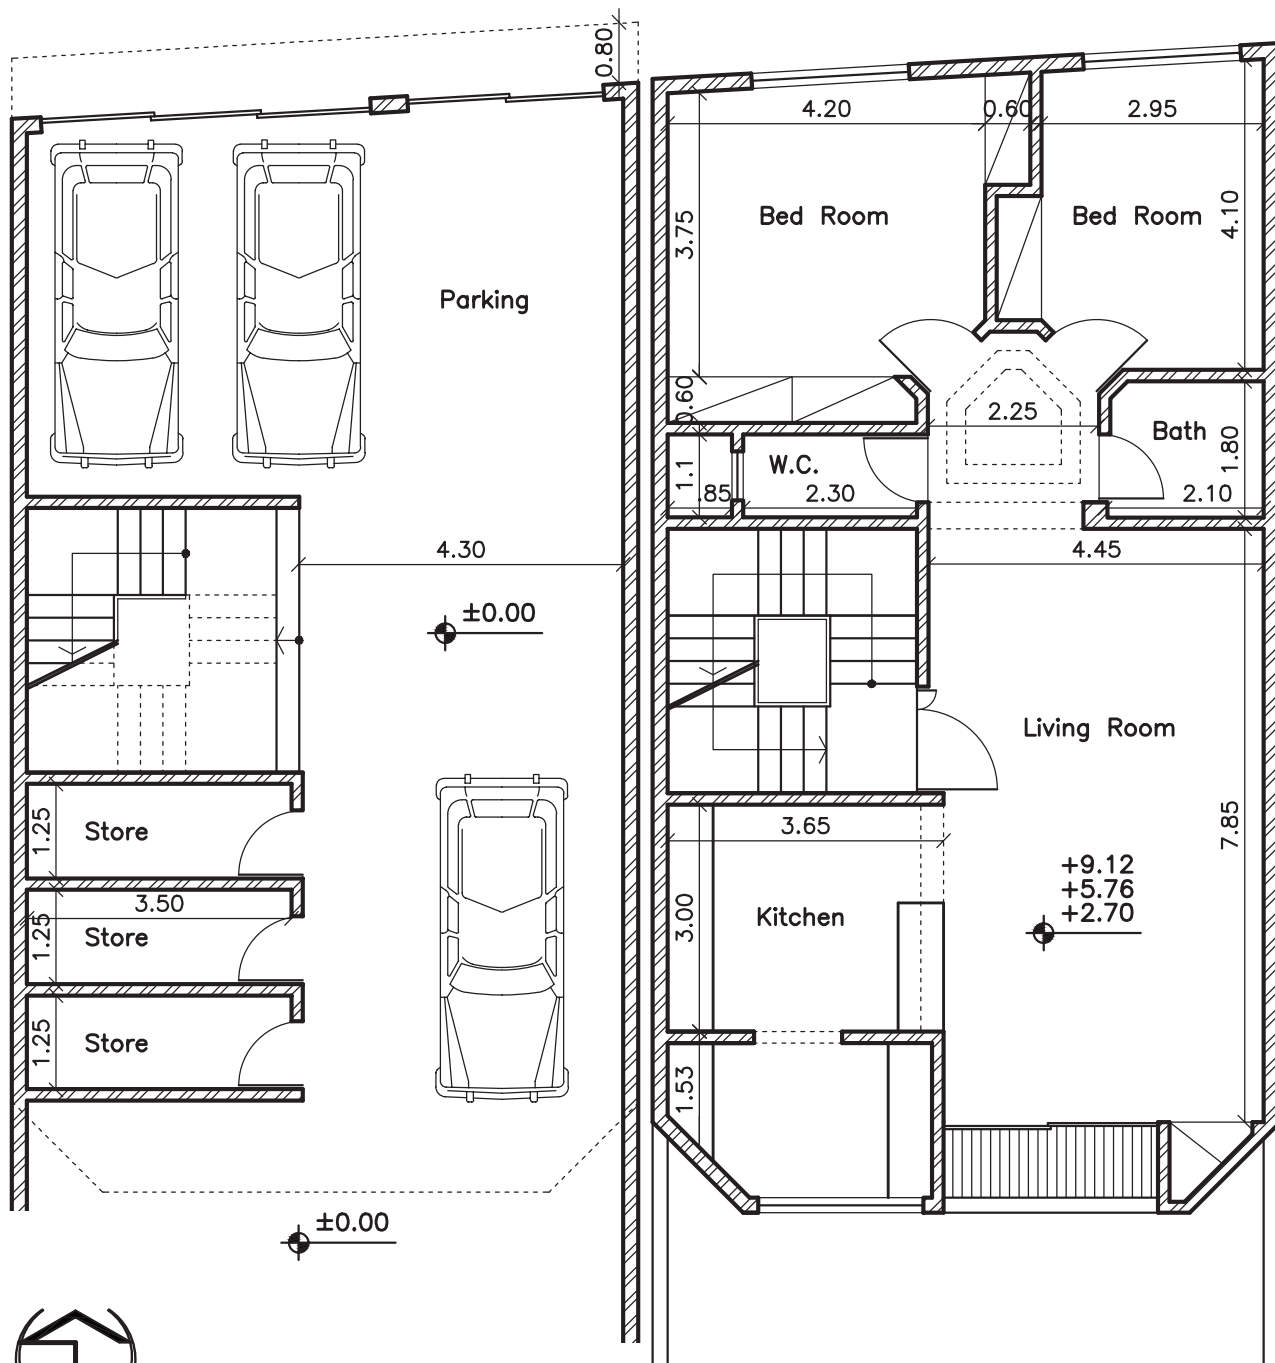 0.80
4.20
0.60
2.95
3.75
Bed Room
Bed Room
4.10
Parking
0.60
2.25
Bath
1.80
1.1
W.C.
.85
2.30
2.10
4.30
4.45
±0.00
Living Room
1.25
Store
3.65
7.85
+9.12
+5.76
+2.70
3.50
3.00
Kitchen
1.25
Store
1.25
Store
1.53
±0.00